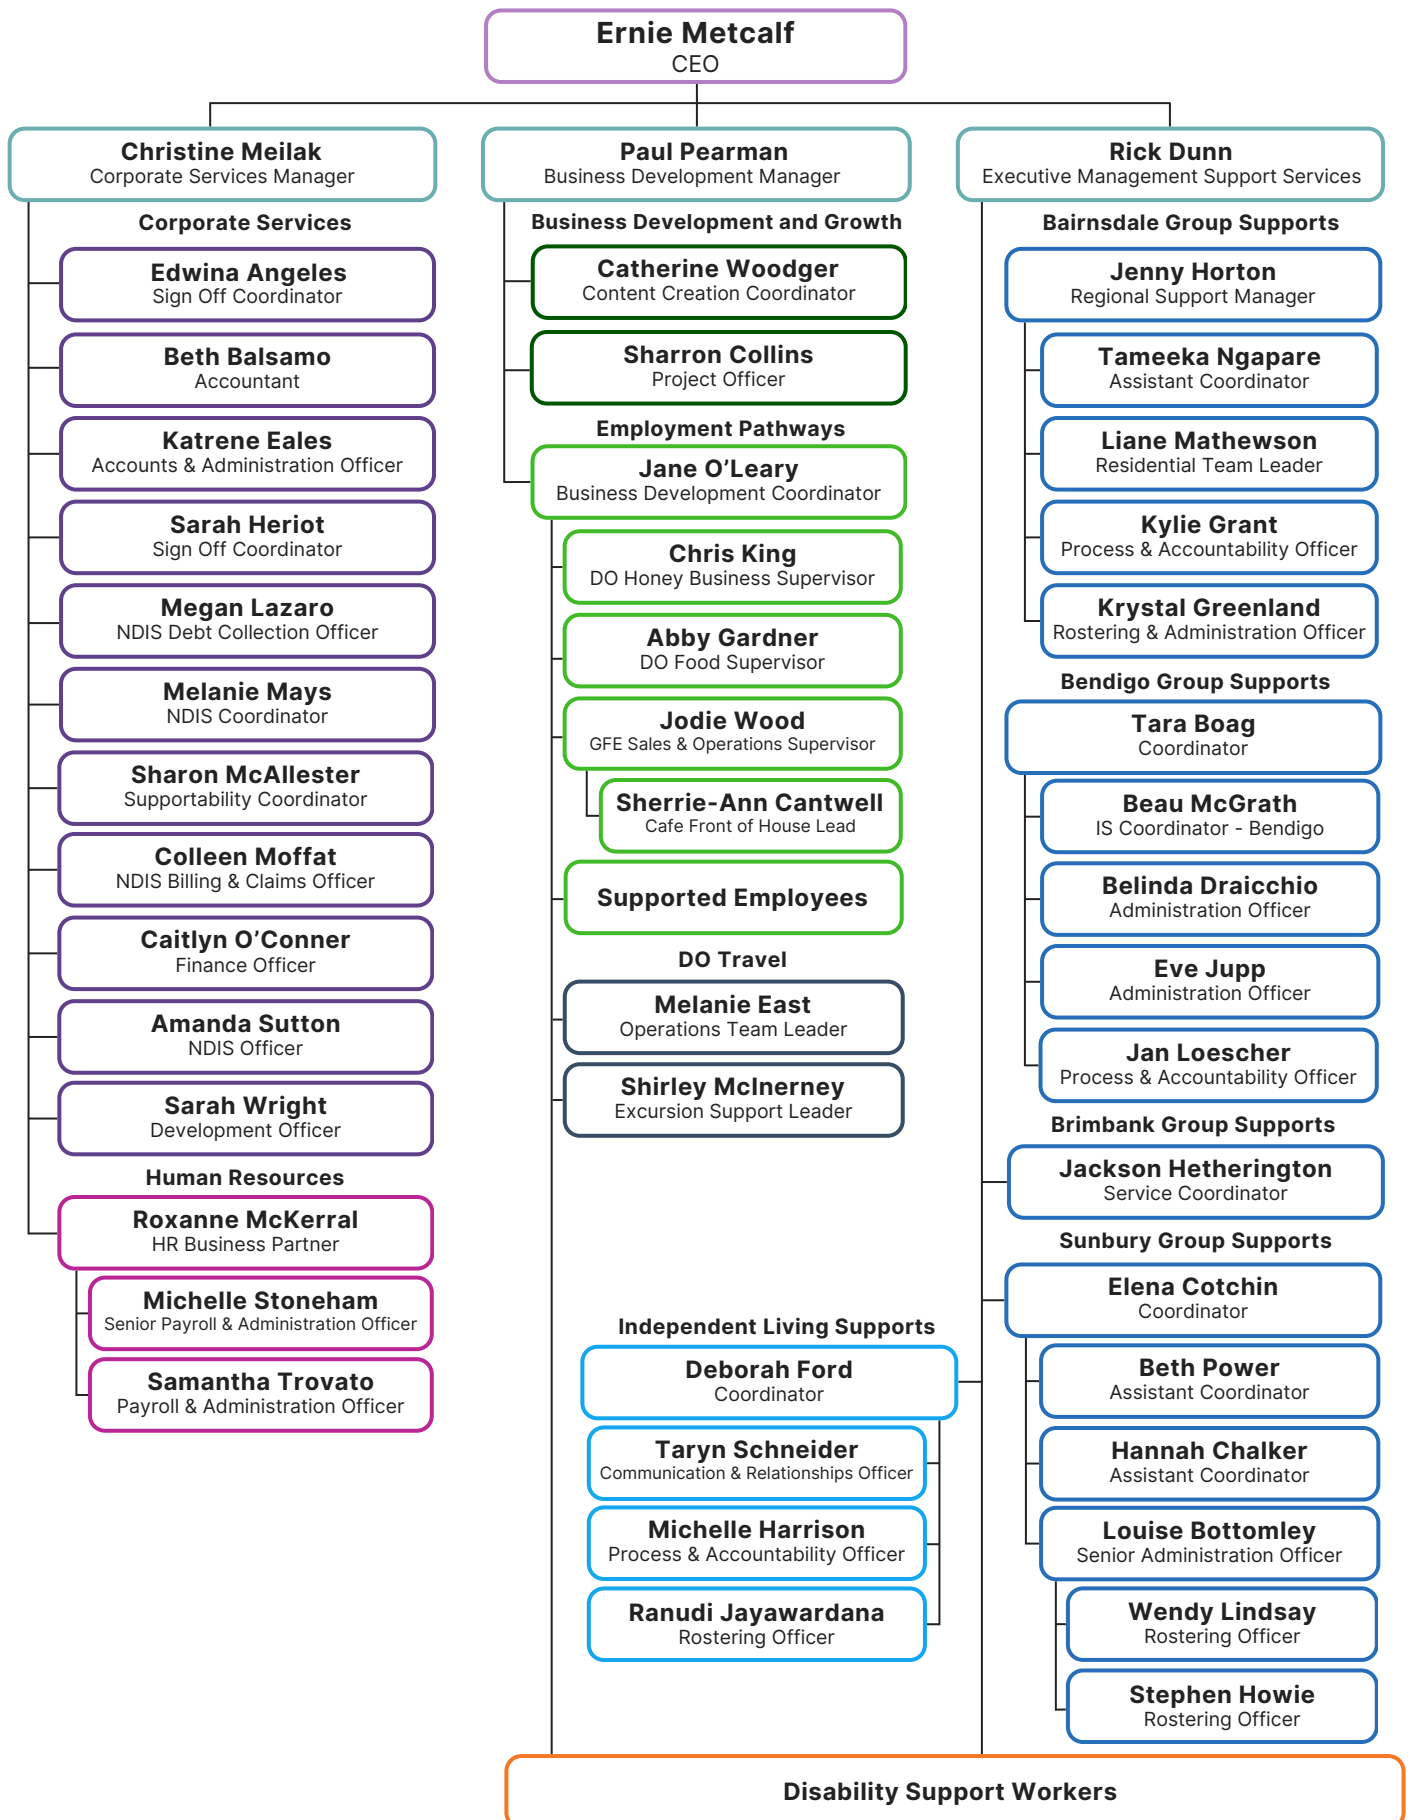 Ernie Metcalf
CEO
Christine Meilak
Corporate Services Manager
Corporate Services
Edwina Angeles
Sign Off Coordinator
Beth Balsamo
Accountant
Katrene Eales
Accounts & Administration Officer
Sarah Heriot
Sign Off Coordinator
Megan Lazaro
NDIS Debt Collection Officer
Melanie Mays
NDIS Coordinator
Sharon McAllester
Supportability Coordinator
Colleen Moffat
NDIS Billing & Claims Officer
Caitlyn O’Conner
Finance Officer
Amanda Sutton
NDIS Officer
Sarah Wright
Development Officer
Human Resources
Roxanne McKerral
HR Business Partner
Michelle Stoneham
Senior Payroll & Administration Officer
Samantha Trovato
Payroll & Administration Officer
Paul Pearman
Business Development Manager
Business Development and Growth
Catherine Woodger
Content Creation Coordinator
Sharron Collins
Project Officer
Employment Pathways
Jane O’Leary
Business Development Coordinator
Chris King
DO Honey Business Supervisor
Abby Gardner
DO Food Supervisor
Jodie Wood
GFE Sales & Operations Supervisor
Sherrie-Ann Cantwell
Cafe Front of House Lead
Supported Employees
DO Travel
Melanie East
Operations Team Leader
Shirley McInerney
Excursion Support Leader
Independent Living Supports
Deborah Ford
Coordinator
Taryn Schneider
Communication & Relationships Officer
Michelle Harrison
Process & Accountability Officer
Ranudi Jayawardana
Rostering Officer
Rick Dunn
Executive Management Support Services
Bairnsdale Group Supports
Jenny Horton
Regional Support Manager
Tameeka Ngapare
Assistant Coordinator
Liane Mathewson
Residential Team Leader
Kylie Grant
Process & Accountability Officer
Krystal Greenland
Rostering & Administration Officer
Bendigo Group Supports
Tara Boag
Coordinator
Beau McGrath
IS Coordinator - Bendigo
Belinda Draicchio
Administration Officer
Eve Jupp
Administration Officer
Jan Loescher
Process & Accountability Officer
Brimbank Group Supports
Jackson Hetherington
Service Coordinator
Sunbury Group Supports
Elena Cotchin
Coordinator
Beth Power
Assistant Coordinator
Hannah Chalker
Assistant Coordinator
Louise Bottomley
Senior Administration Officer
Wendy Lindsay
Rostering Officer
Stephen Howie
Rostering Officer
Disability Support Workers